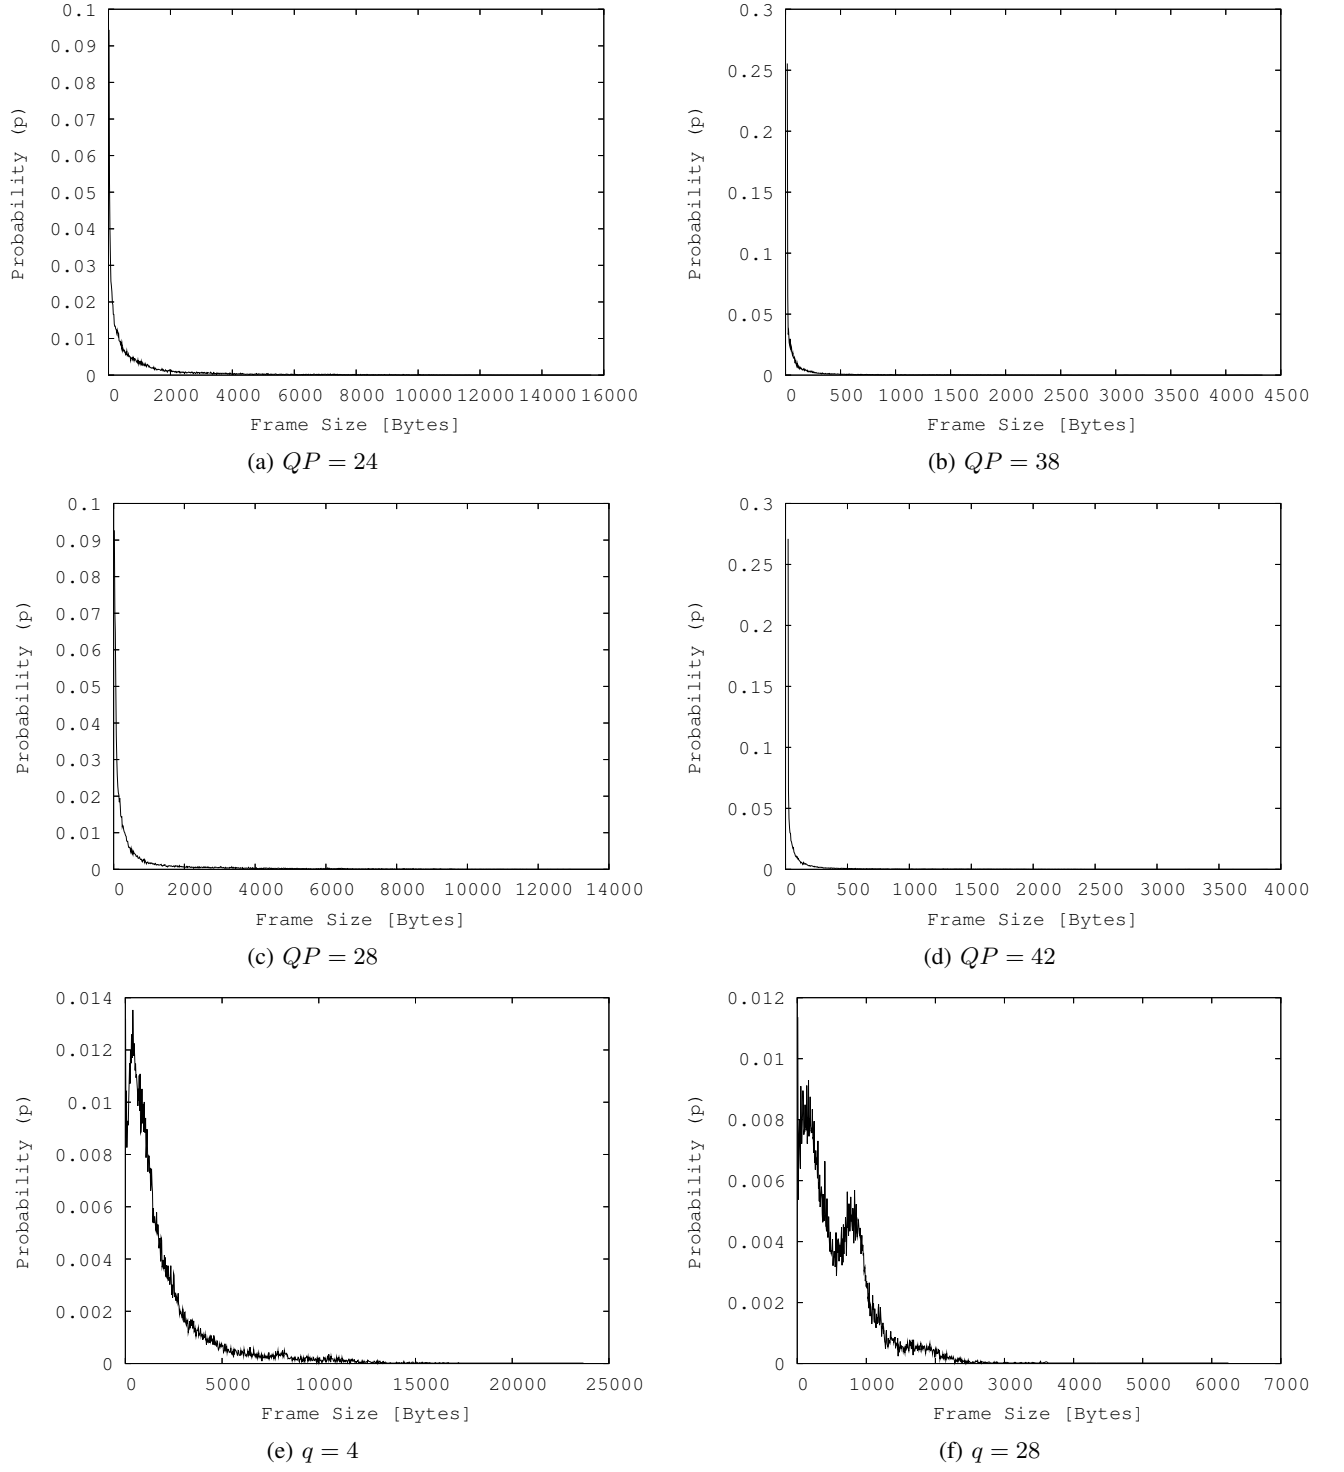 0.1
0.09
0.08
0.07
0.06
0.05
0.04
0.03
0.02
0.01
0
Probability (p)
0 2000 4000 6000 8000 10000 12000 14000 16000
Frame Size [Bytes]
(a) QP = 24
0.3
0.25
0.2
0.15
0.1
0.05
0
Probability (p)
0 500 1000 1500 2000 2500 3000 3500 4000 4500
Frame Size [Bytes]
(b) QP = 38
0.1
0.09
0.08
0.07
0.06
0.05
0.04
0.03
0.02
0.01
0
Probability (p)
0 2000 4000 6000 8000 10000 12000 14000
Frame Size [Bytes]
(c) QP = 28
0.3
0.25
0.2
0.15
0.1
0.05
0
Probability (p)
0 500 1000 1500 2000 2500 3000 3500 4000
Frame Size [Bytes]
(d) QP = 42
0.014
0.012
0.01
0.008
0.006
0.004
0.002
0
Probability (p)
0 5000 10000 15000 20000 25000
Frame Size [Bytes]
(e) q = 4
0.012
0.01
0.008
0.006
0.004
0.002
0
Probability (p)
0 1000 2000 3000 4000 5000 6000 7000
Frame Size [Bytes]
(f) q = 28